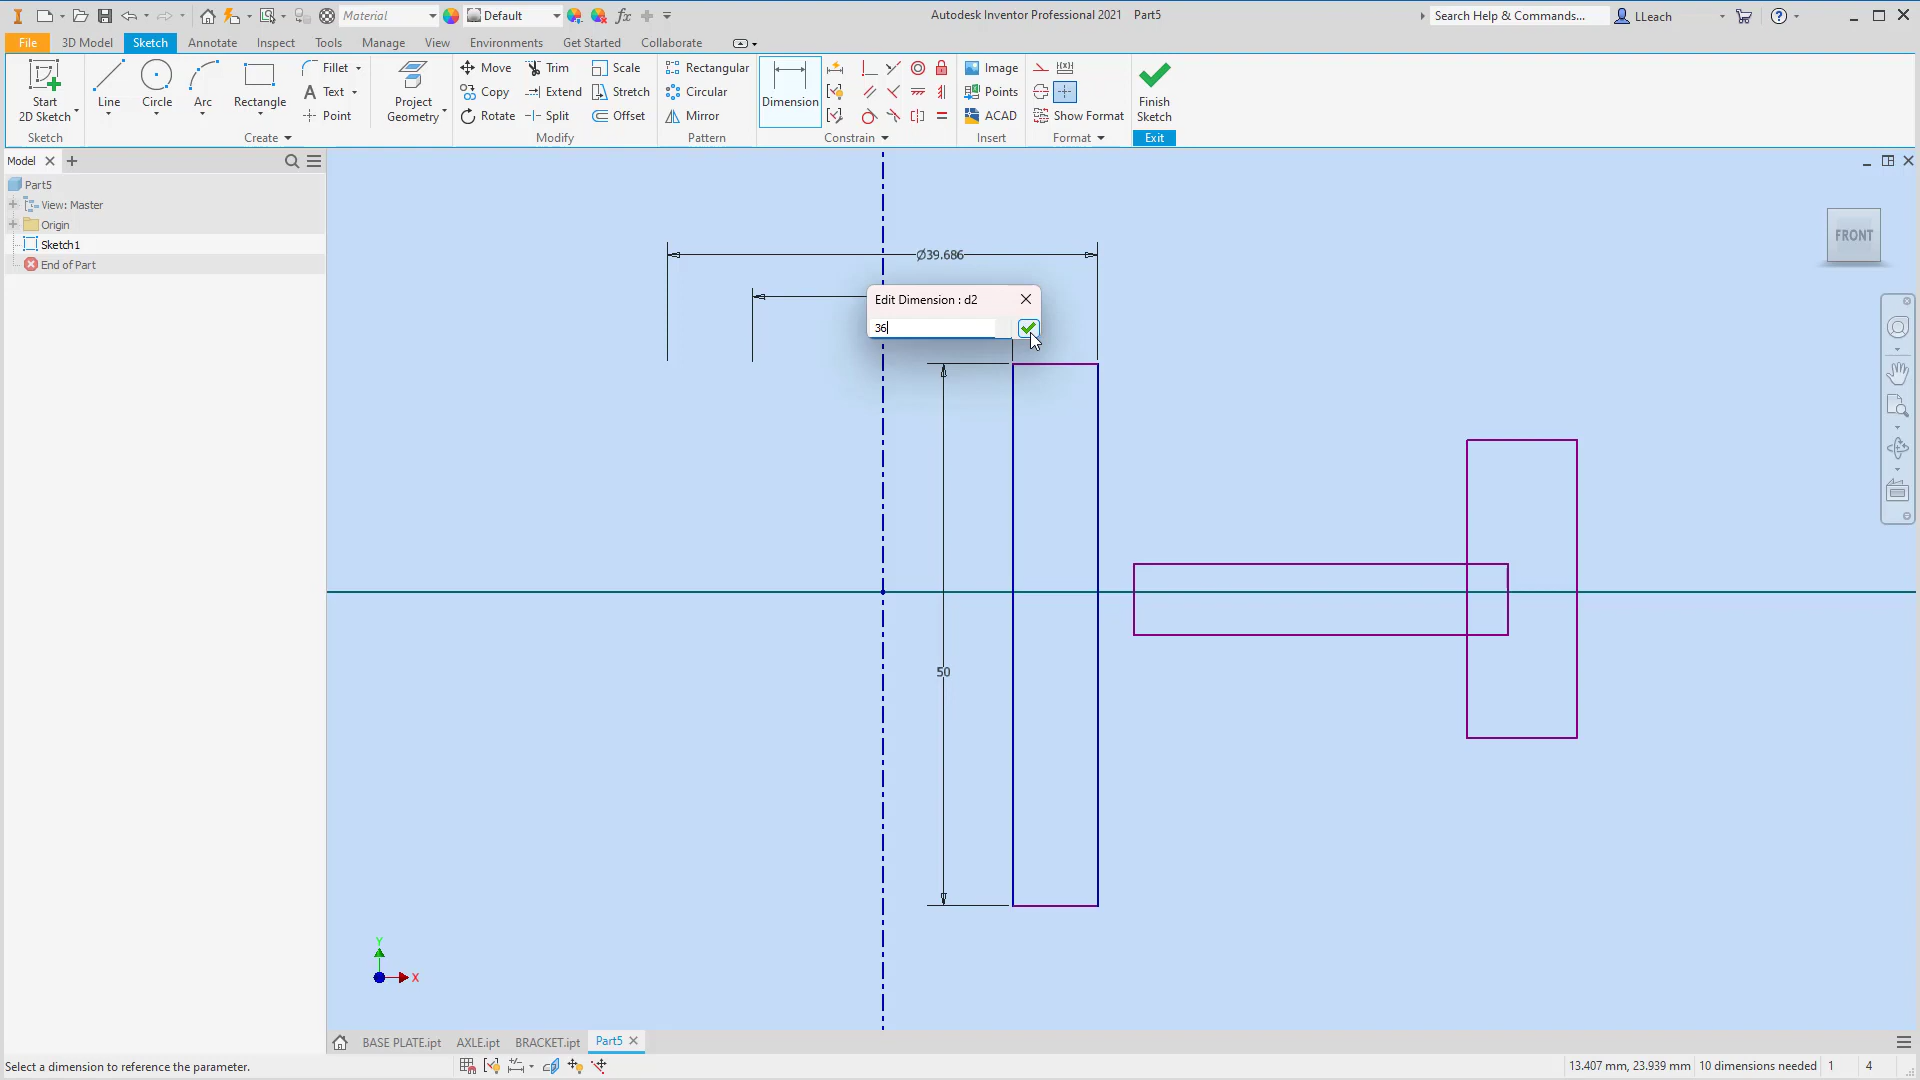 Material
Default
fx
Autodesk Inventor Professional 2021 Part5
Search Help & Commands...
LLeach
File 3D Model Sketch Annotate Inspect Tools Manage View Environments Get Started Collaborate
Start
2D Sketch
Line
Circle
Arc
Rectangle
Fillet
Text
Point
Project
Geometry
Move
Copy
Rotate
Trim
Extend
Split
Scale
Stretch
Offset
Rectangular
Circular
Mirror
Dimension
Image
Points
ACAD
Show Format
Finish
Sketch
Sketch Create Modify Pattern Constrain Insert Format Exit
Model
Part5
View: Master
Origin
Sketch1
End of Part
FRONT
Ø39.686
Edit Dimension : d2
36
50
Y
X
BASE PLATE.ipt AXLE.ipt BRACKET.ipt Part5
Select a dimension to reference the parameter.
13.407 mm, 23.939 mm 10 dimensions needed 1 4